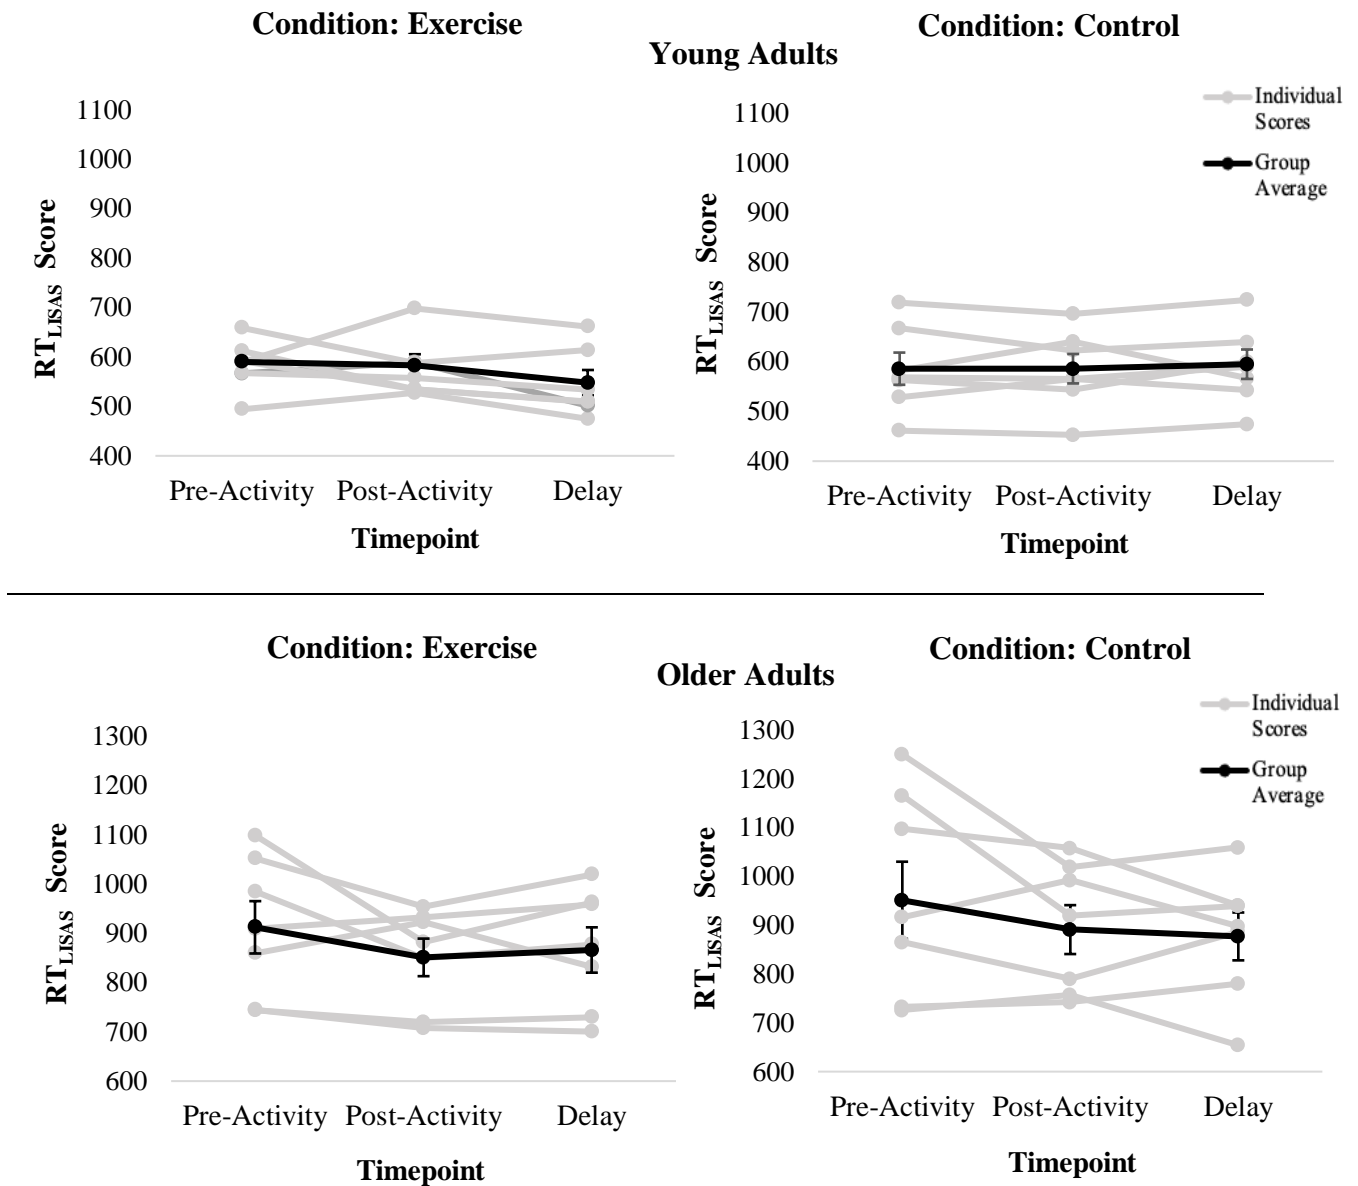 Condition: Exercise
Condition: Control
Young Adults
1100
1000
900
800
700
600
500
400
RT_LISAS Score
Pre-Activity Post-Activity Delay
Timepoint
1100
1000
900
800
700
600
500
400
RT_LISAS Score
Pre-Activity Post-Activity Delay
Timepoint
Individual
Scores
Group
Average
Condition: Exercise
Condition: Control
Older Adults
1300
1200
1100
1000
900
800
700
600
RT_LISAS Score
Pre-Activity Post-Activity Delay
Timepoint
1300
1200
1100
1000
900
800
700
600
RT_LISAS Score
Pre-Activity Post-Activity Delay
Timepoint
Individual
Scores
Group
Average